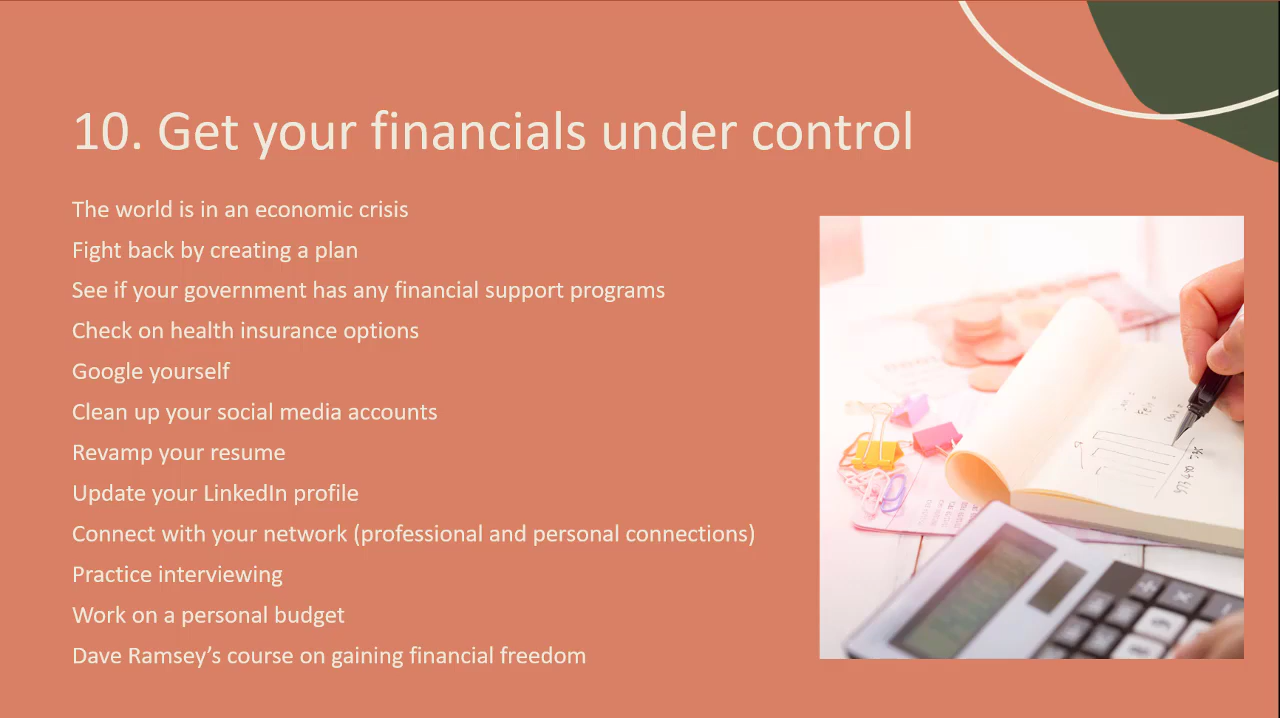 10. Get your financials under control
The world is in an economic crisis
Fight back by creating a plan
See if your government has any financial support programs
Check on health insurance options
Google yourself
Clean up your social media accounts
Revamp your resume
Update your LinkedIn profile
Connect with your network (professional and personal connections)
Practice interviewing
Work on a personal budget
Dave Ramsey’s course on gaining financial freedom